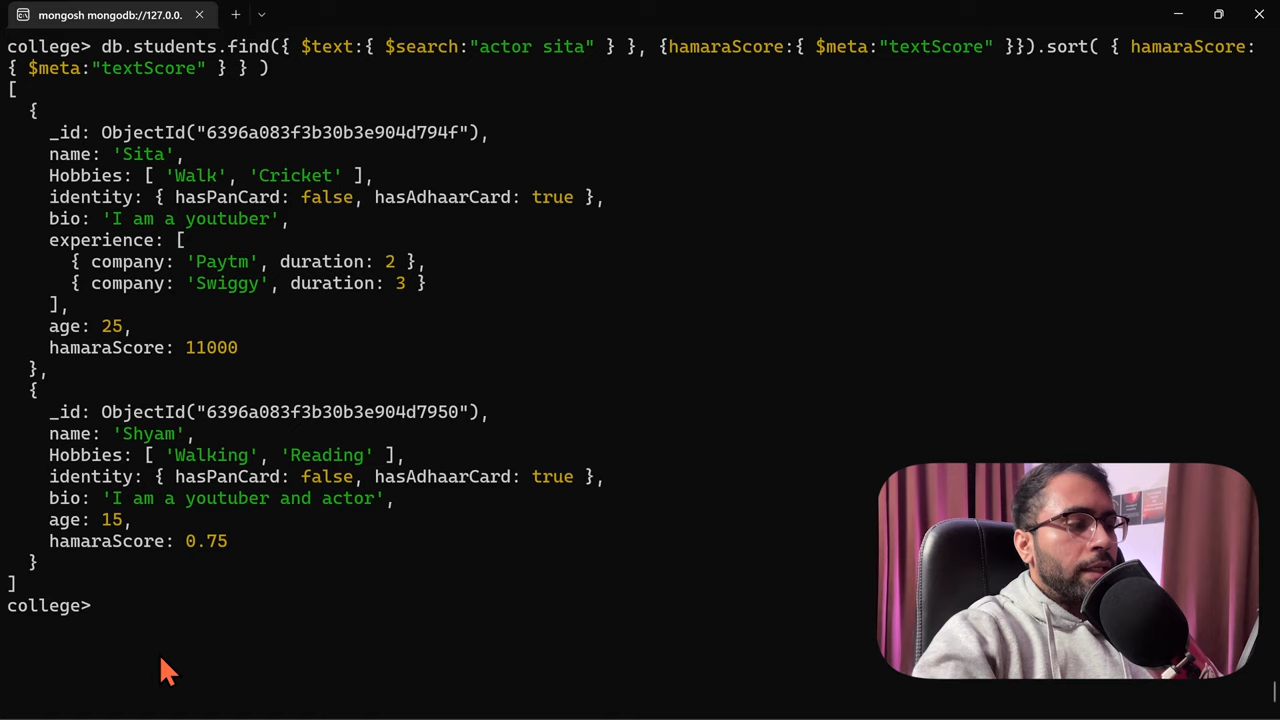 mongosh mongodb://127.0.0.
college> db.students.find({ $text:{ $search:"actor sita" } }, {hamaraScore:{ $meta:"textScore" }}).sort( { hamaraScore:
{ $meta:"textScore" } } )
[
  {
    _id: ObjectId("6396a083f3b30b3e904d794f"),
    name: 'Sita',
    Hobbies: [ 'Walk', 'Cricket' ],
    identity: { hasPanCard: false, hasAdhaarCard: true },
    bio: 'I am a youtuber',
    experience: [
      { company: 'Paytm', duration: 2 },
      { company: 'Swiggy', duration: 3 }
    ],
    age: 25,
    hamaraScore: 11000
  },
  {
    _id: ObjectId("6396a083f3b30b3e904d7950"),
    name: 'Shyam',
    Hobbies: [ 'Walking', 'Reading' ],
    identity: { hasPanCard: false, hasAdhaarCard: true },
    bio: 'I am a youtuber and actor',
    age: 15,
    hamaraScore: 0.75
  }
]
college>